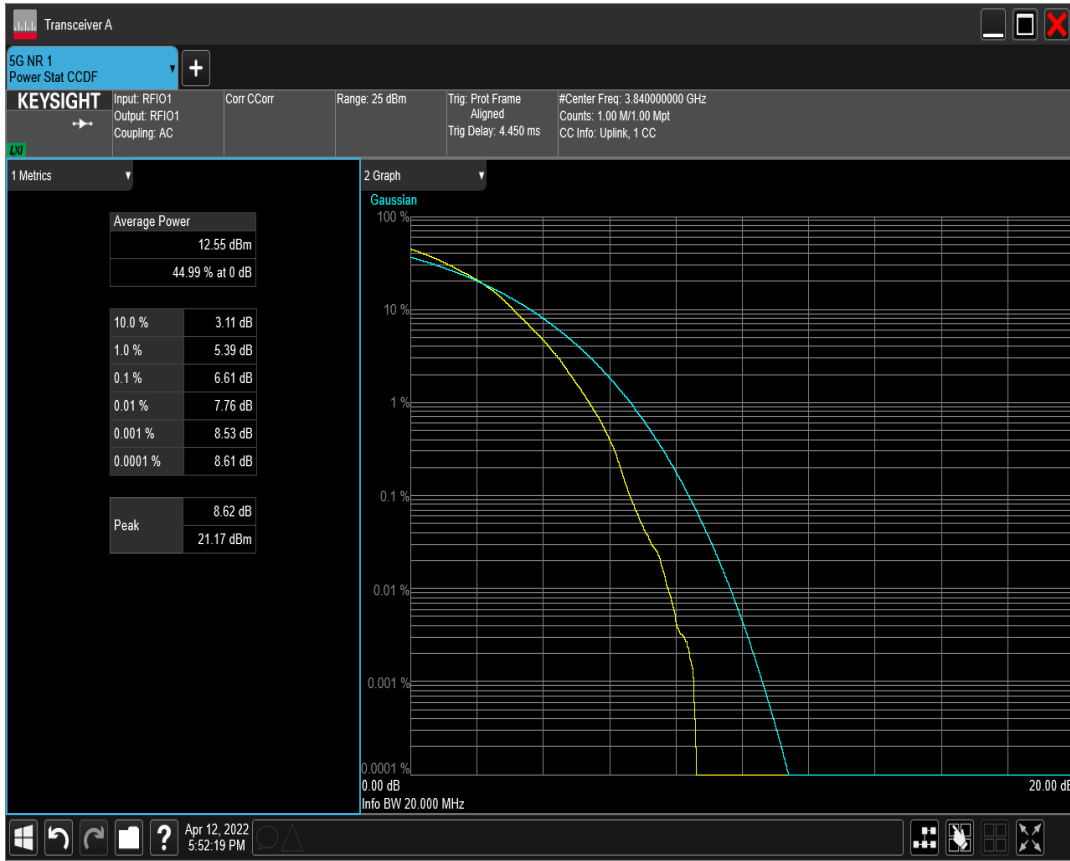 Transceiver A
5G NR 1
Power Stat CCDF
KEYSIGHT
LXI
Input: RFIO1
Output: RFIO1
Coupling: AC
Corr CCorr
Range: 25 dBm
Trig: Prot Frame
Aligned
Trig Delay: 4.450 ms
#Center Freq: 3.840000000 GHz
Counts: 1.00 M/1.00 Mpt
CC Info: Uplink, 1 CC
1 Metrics
Average Power
12.55 dBm
44.99 % at 0 dB
10.0 % 3.11 dB
1.0 % 5.39 dB
0.1 % 6.61 dB
0.01 % 7.76 dB
0.001 % 8.53 dB
0.0001 % 8.61 dB
Peak
8.62 dB
21.17 dBm
2 Graph
Gaussian
100 %
10 %
1 %
0.1 %
0.01 %
0.001 %
0.0001 %
0.00 dB 20.00 dB
Info BW 20.000 MHz
?
Apr 12, 2022
5:52:19 PM